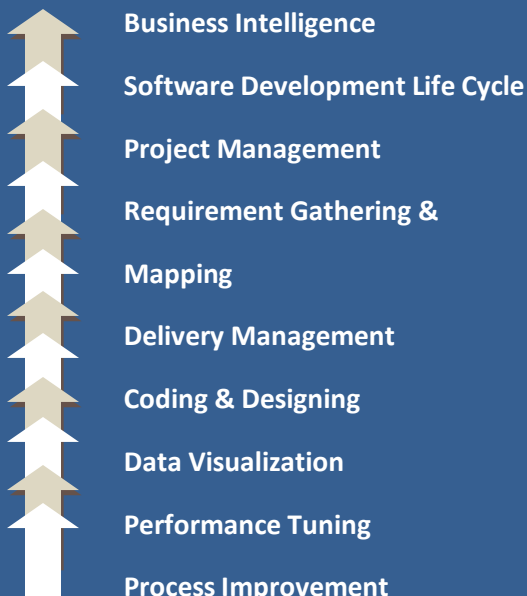 Business Intelligence
Software Development Life Cycle
Project Management
Requirement Gathering &
Mapping
Delivery Management
Coding & Designing
Data Visualization
Performance Tuning
Process Improvement